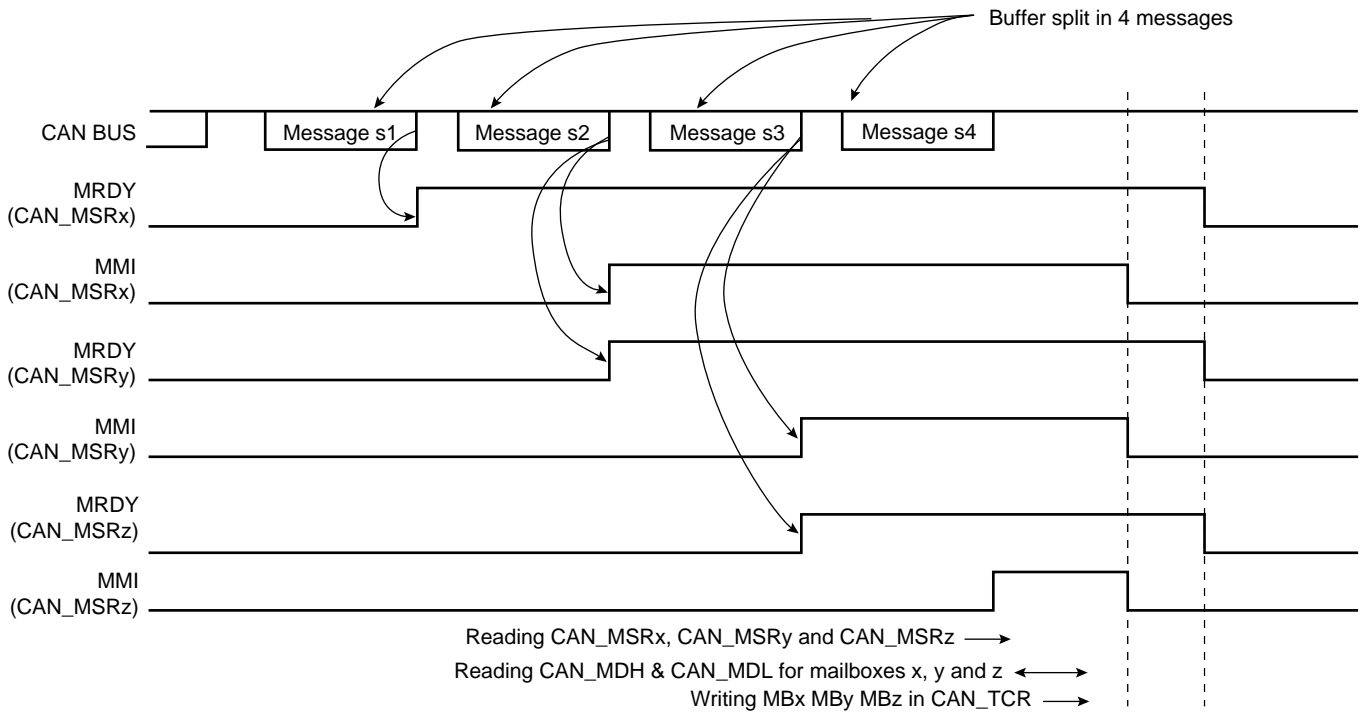 Buffer split in 4 messages
CAN BUS
Message s1
Message s2
Message s3
Message s4
MRDY
(CAN_MSRx)
MMI
(CAN_MSRx)
MRDY
(CAN_MSRy)
MMI
(CAN_MSRy)
MRDY
(CAN_MSRz)
MMI
(CAN_MSRz)
Reading CAN_MSRx, CAN_MSRy and CAN_MSRz
Reading CAN_MDH & CAN_MDL for mailboxes x, y and z
Writing MBx MBy MBz in CAN_TCR